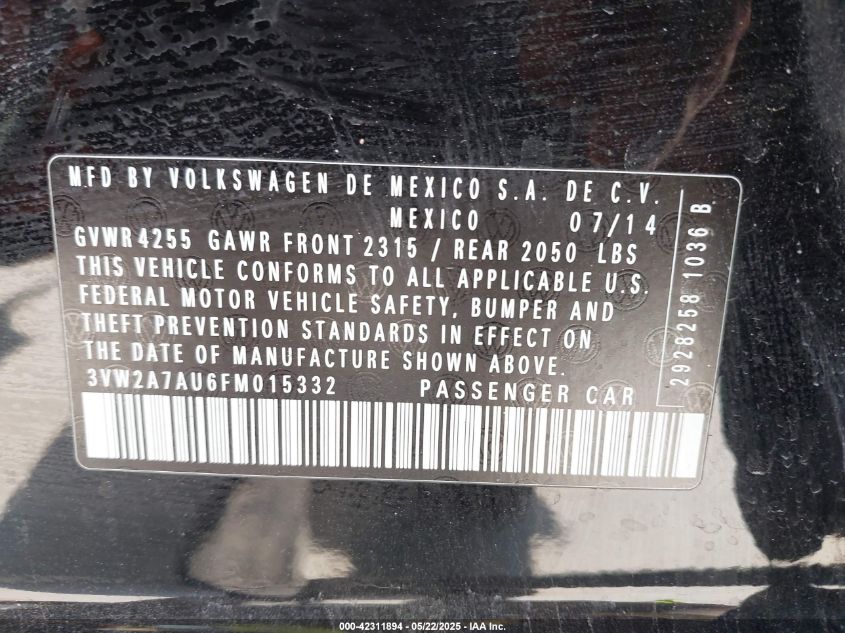 MFD BY VOLKSWAGEN DE MEXICO S.A. DE C.V.
MEXICO 07/14
GVWR 4255 GAWR FRONT 2315 / REAR 2050 LBS
THIS VEHICLE CONFORMS TO ALL APPLICABLE U.S.
FEDERAL MOTOR VEHICLE SAFETY, BUMPER AND
THEFT PREVENTION STANDARDS IN EFFECT ON
THE DATE OF MANUFACTURE SHOWN ABOVE.
3VW2A7AU6FM015332 PASSENGER CAR
2928258 1036 B
000-42311894 - 05/22/2025 - IAA Inc.